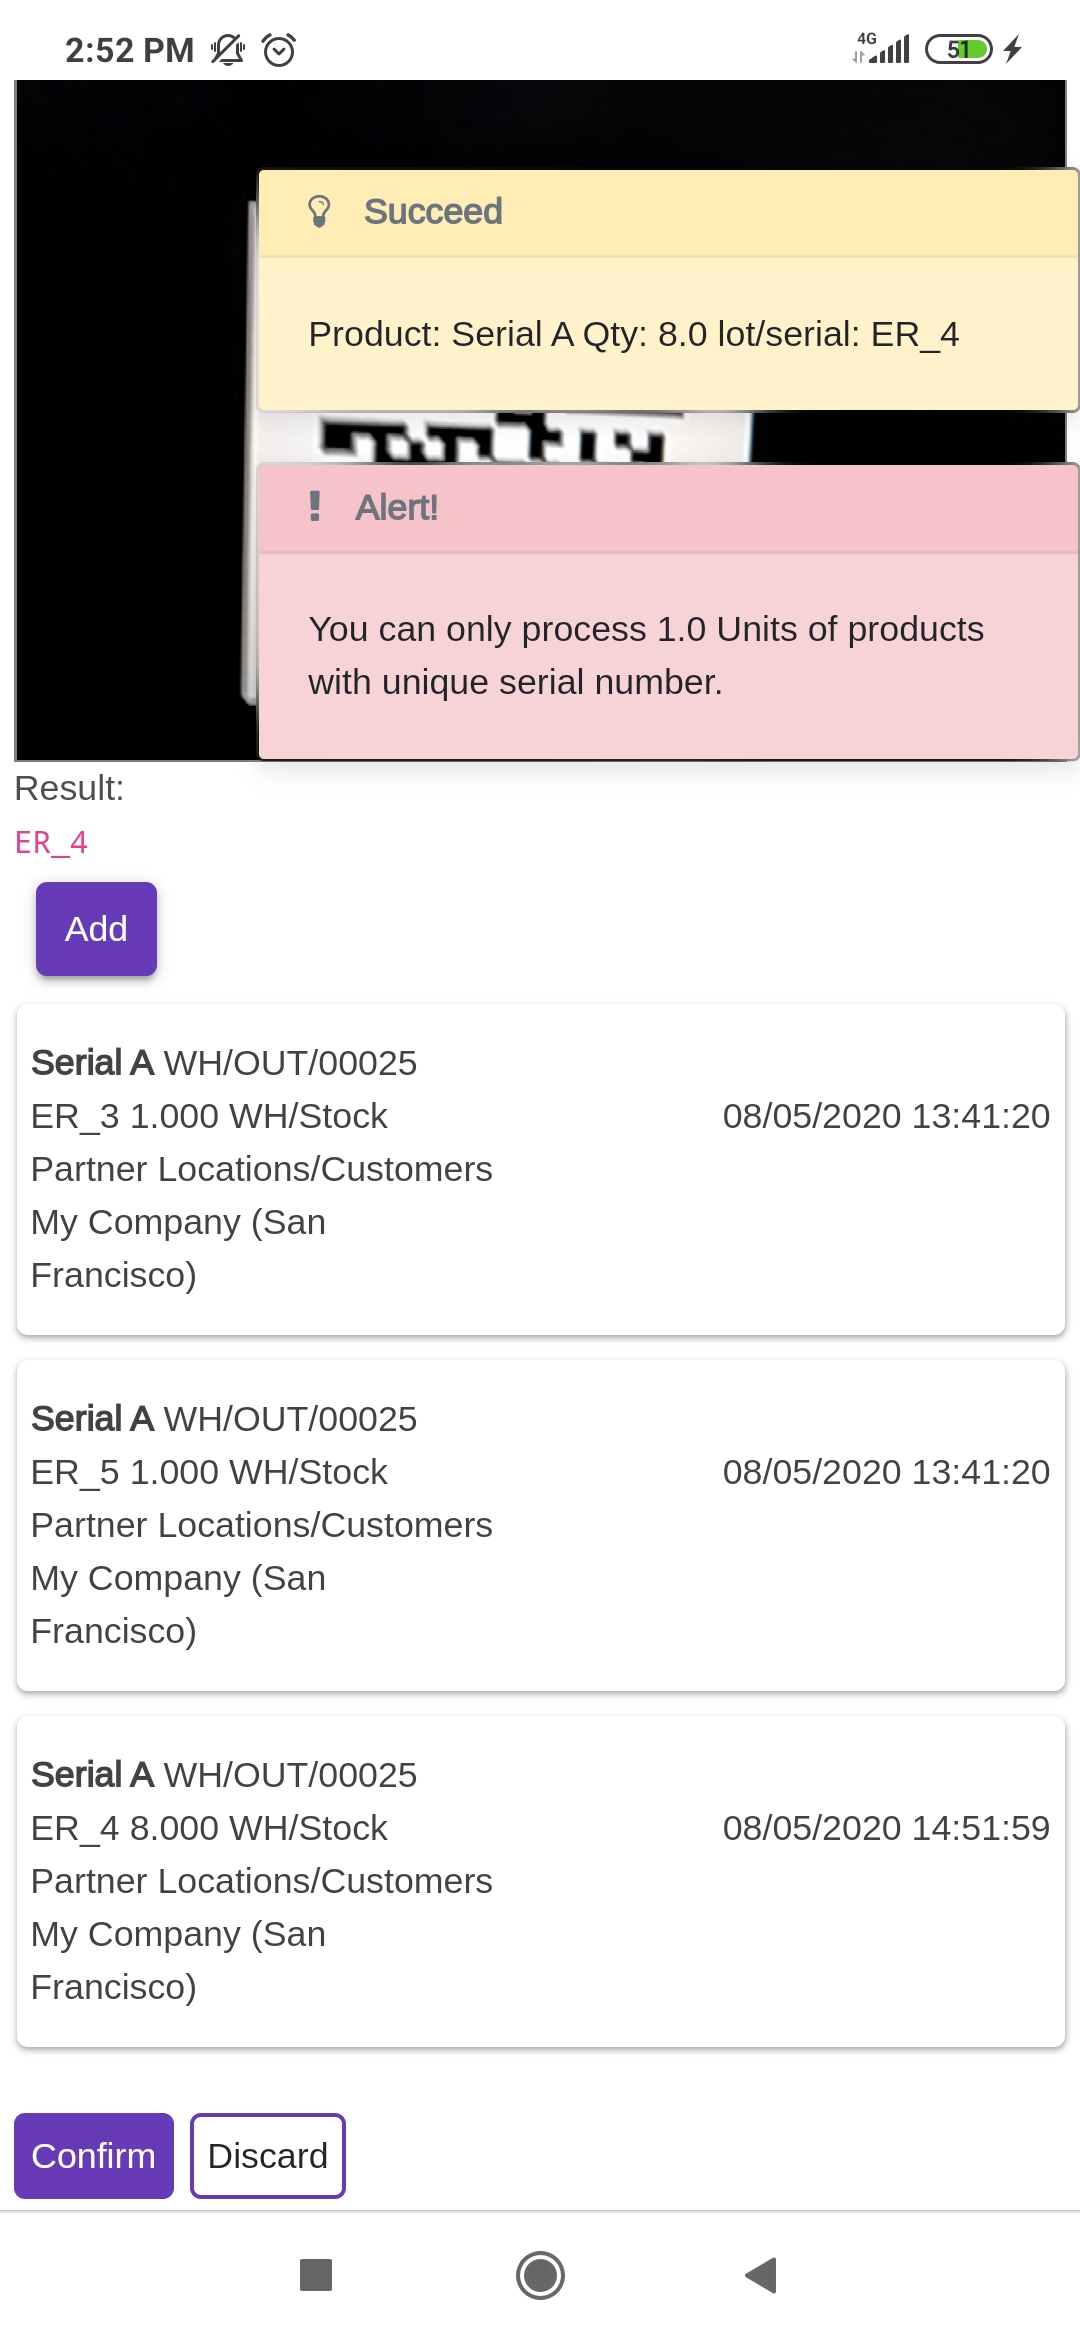 2:52 PM
4G
51
Succeed
Product: Serial A Qty: 8.0 lot/serial: ER_4
Alert!
You can only process 1.0 Units of products
with unique serial number.
Result:
ER_4
Add
Serial A WH/OUT/00025
ER_3 1.000 WH/Stock 08/05/2020 13:41:20
Partner Locations/Customers
My Company (San
Francisco)
Serial A WH/OUT/00025
ER_5 1.000 WH/Stock 08/05/2020 13:41:20
Partner Locations/Customers
My Company (San
Francisco)
Serial A WH/OUT/00025
ER_4 8.000 WH/Stock 08/05/2020 14:51:59
Partner Locations/Customers
My Company (San
Francisco)
Confirm Discard